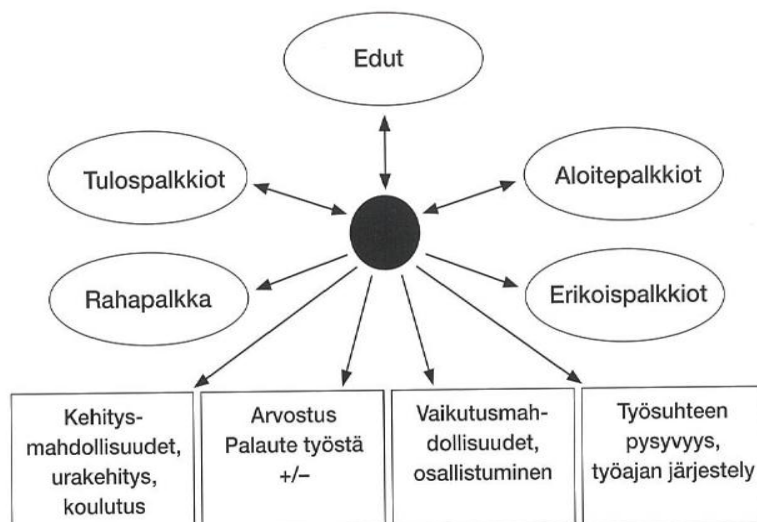 Edut
Tulospalkkiot
Aloitepalkkiot
Rahapalkka
Erikoispalkkiot
Kehitys-
mahdollisuudet,
urakehitys,
koulutus
Arvostus
Palaute työstä
+/–
Vaikutusmah-
dollisuudet,
osallistuminen
Työsuhteen
pysyvyys,
työajan järjestely